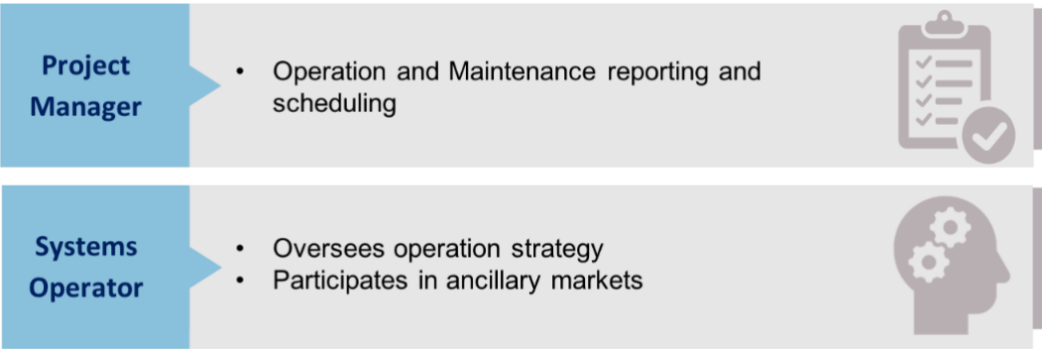 Project
Manager
• Operation and Maintenance reporting and
scheduling
Systems
Operator
• Oversees operation strategy
• Participates in ancillary markets